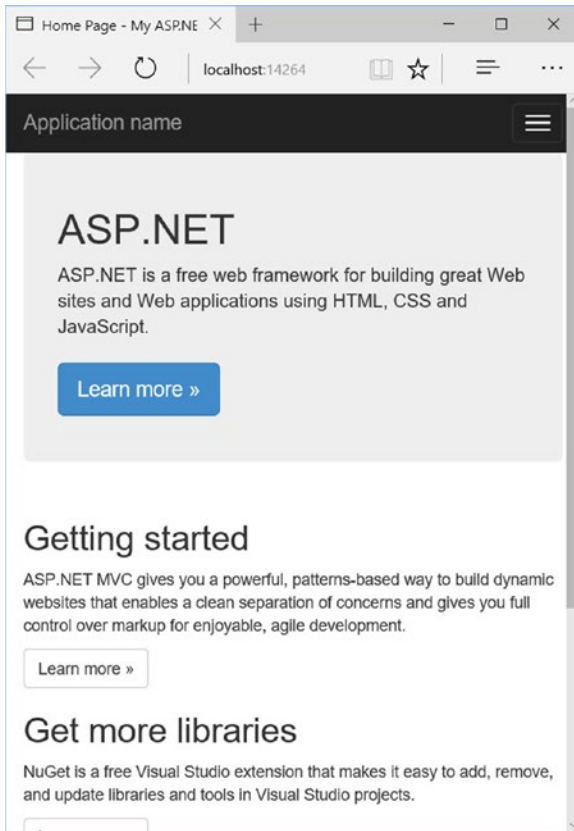 Home Page - My ASP.NE
localhost:14264
Application name
ASP.NET
ASP.NET is a free web framework for building great Web
sites and Web applications using HTML, CSS and
JavaScript.
Learn more »
Getting started
ASP.NET MVC gives you a powerful, patterns-based way to build dynamic
websites that enables a clean separation of concerns and gives you full
control over markup for enjoyable, agile development.
Learn more »
Get more libraries
NuGet is a free Visual Studio extension that makes it easy to add, remove,
and update libraries and tools in Visual Studio projects.